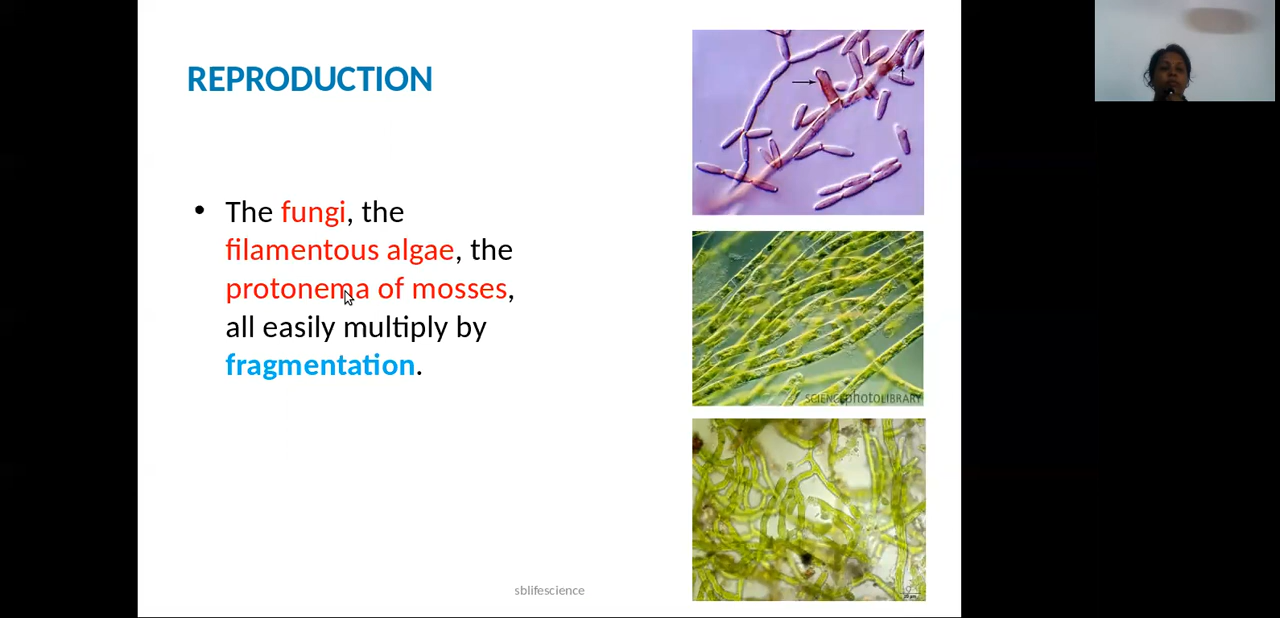 REPRODUCTION
• The fungi, the
filamentous algae, the
protonema of mosses,
all easily multiply by
fragmentation.
SCIENCEphotoLIBRARY
sblifescience